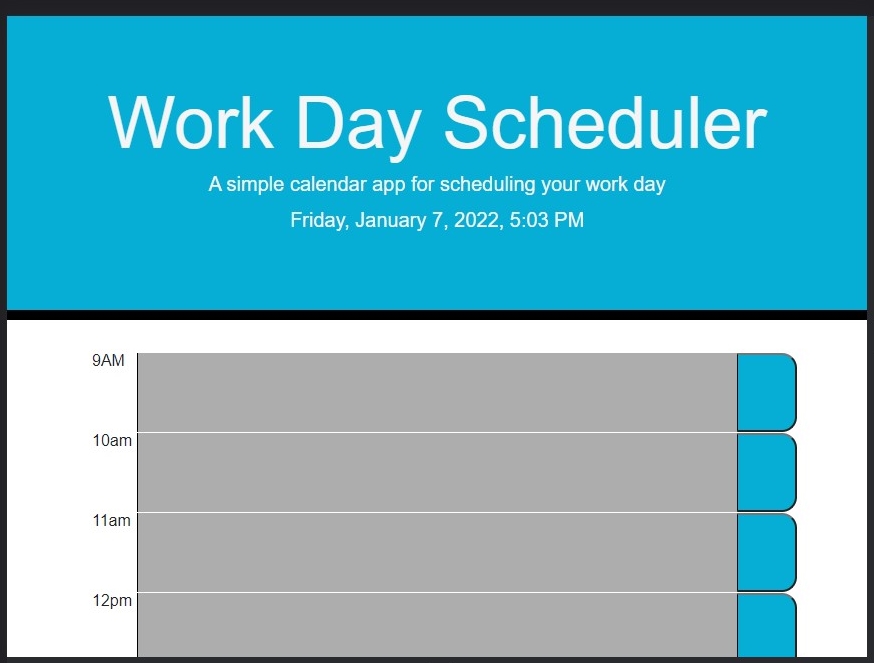 Work Day Scheduler
A simple calendar app for scheduling your work day
Friday, January 7, 2022, 5:03 PM
9AM
10am
11am
12pm